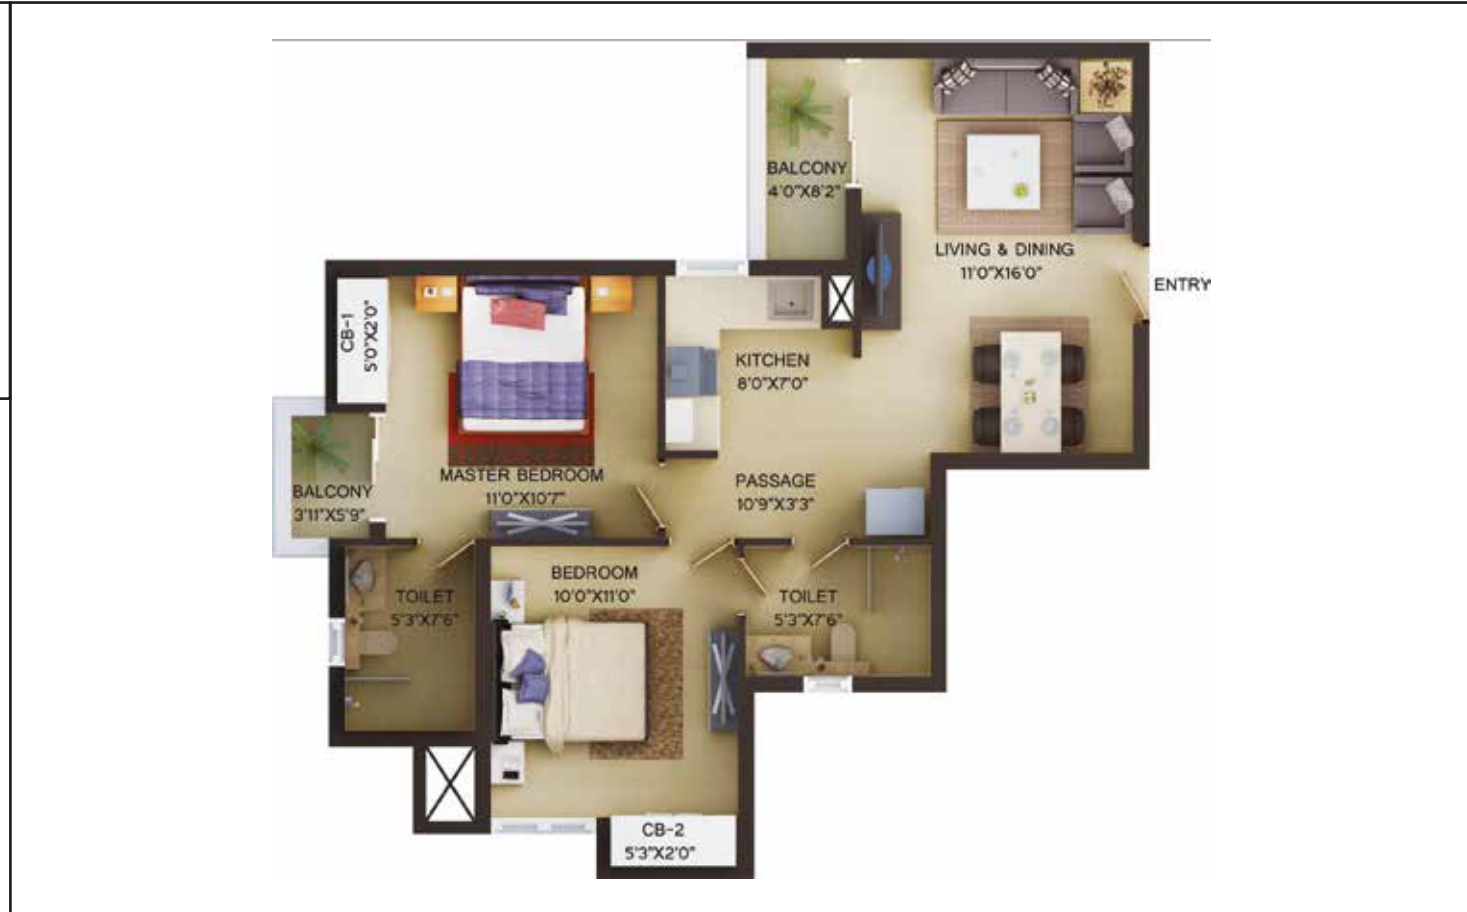 BALCONY
4'0"X8'2"
LIVING & DINING
11'0"X16'0"
ENTRY
CB-1
5'0"X2'0"
KITCHEN
8'0"X7'0"
MASTER BEDROOM
11'0"X10'7"
PASSAGE
10'9"X3'3"
BALCONY
3'11"X5'9"
BEDROOM
10'0"X11'0"
TOILET
5'3"X7'6"
TOILET
5'3"X7'6"
CB-2
5'3"X2'0"